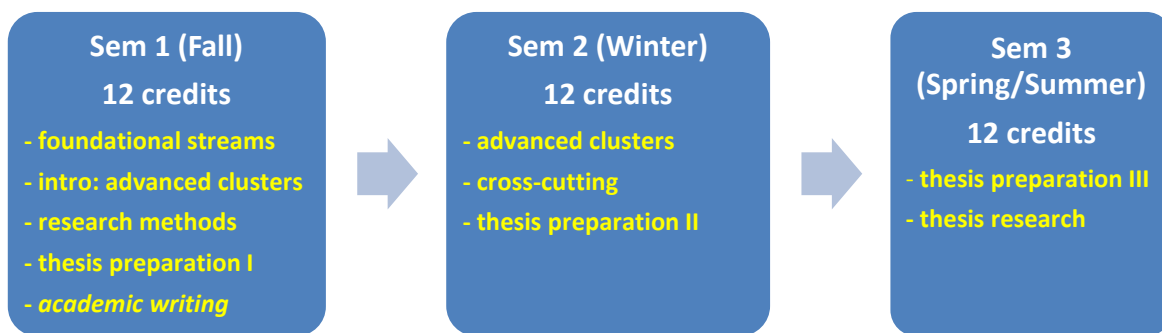 Sem 1 (Fall)
12 credits
- foundational streams
- intro: advanced clusters
- research methods
- thesis preparation I
- academic writing
Sem 2 (Winter)
12 credits
- advanced clusters
- cross-cutting
- thesis preparation II
Sem 3
(Spring/Summer)
12 credits
- thesis preparation III
- thesis research